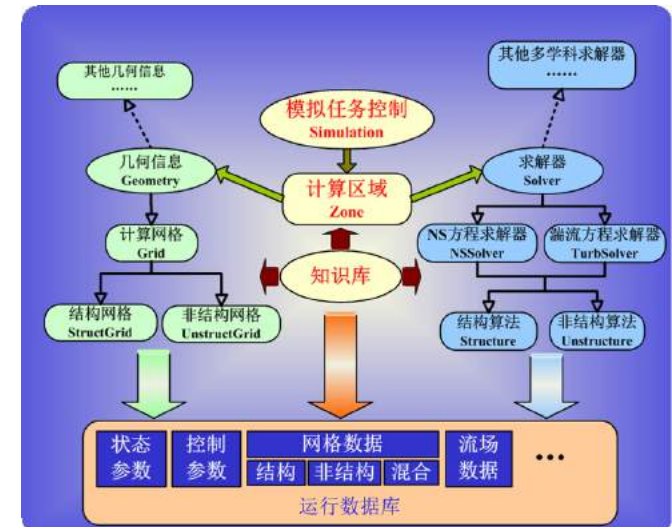 其他几何信息
......
其他多学科求解器
......
模拟任务控制
Simulation
几何信息
Geometry
计算区域
Zone
求解器
Solver
计算网格
Grid
NS方程求解器
NSSolver
湍流方程求解器
TurbSolver
知识库
结构网格
StructGrid
非结构网格
UnstructGrid
结构算法
Structure
非结构算法
Unstructure
状态
参数
控制
参数
网格数据
结构
非结构
混合
流场
数据
...
运行数据库